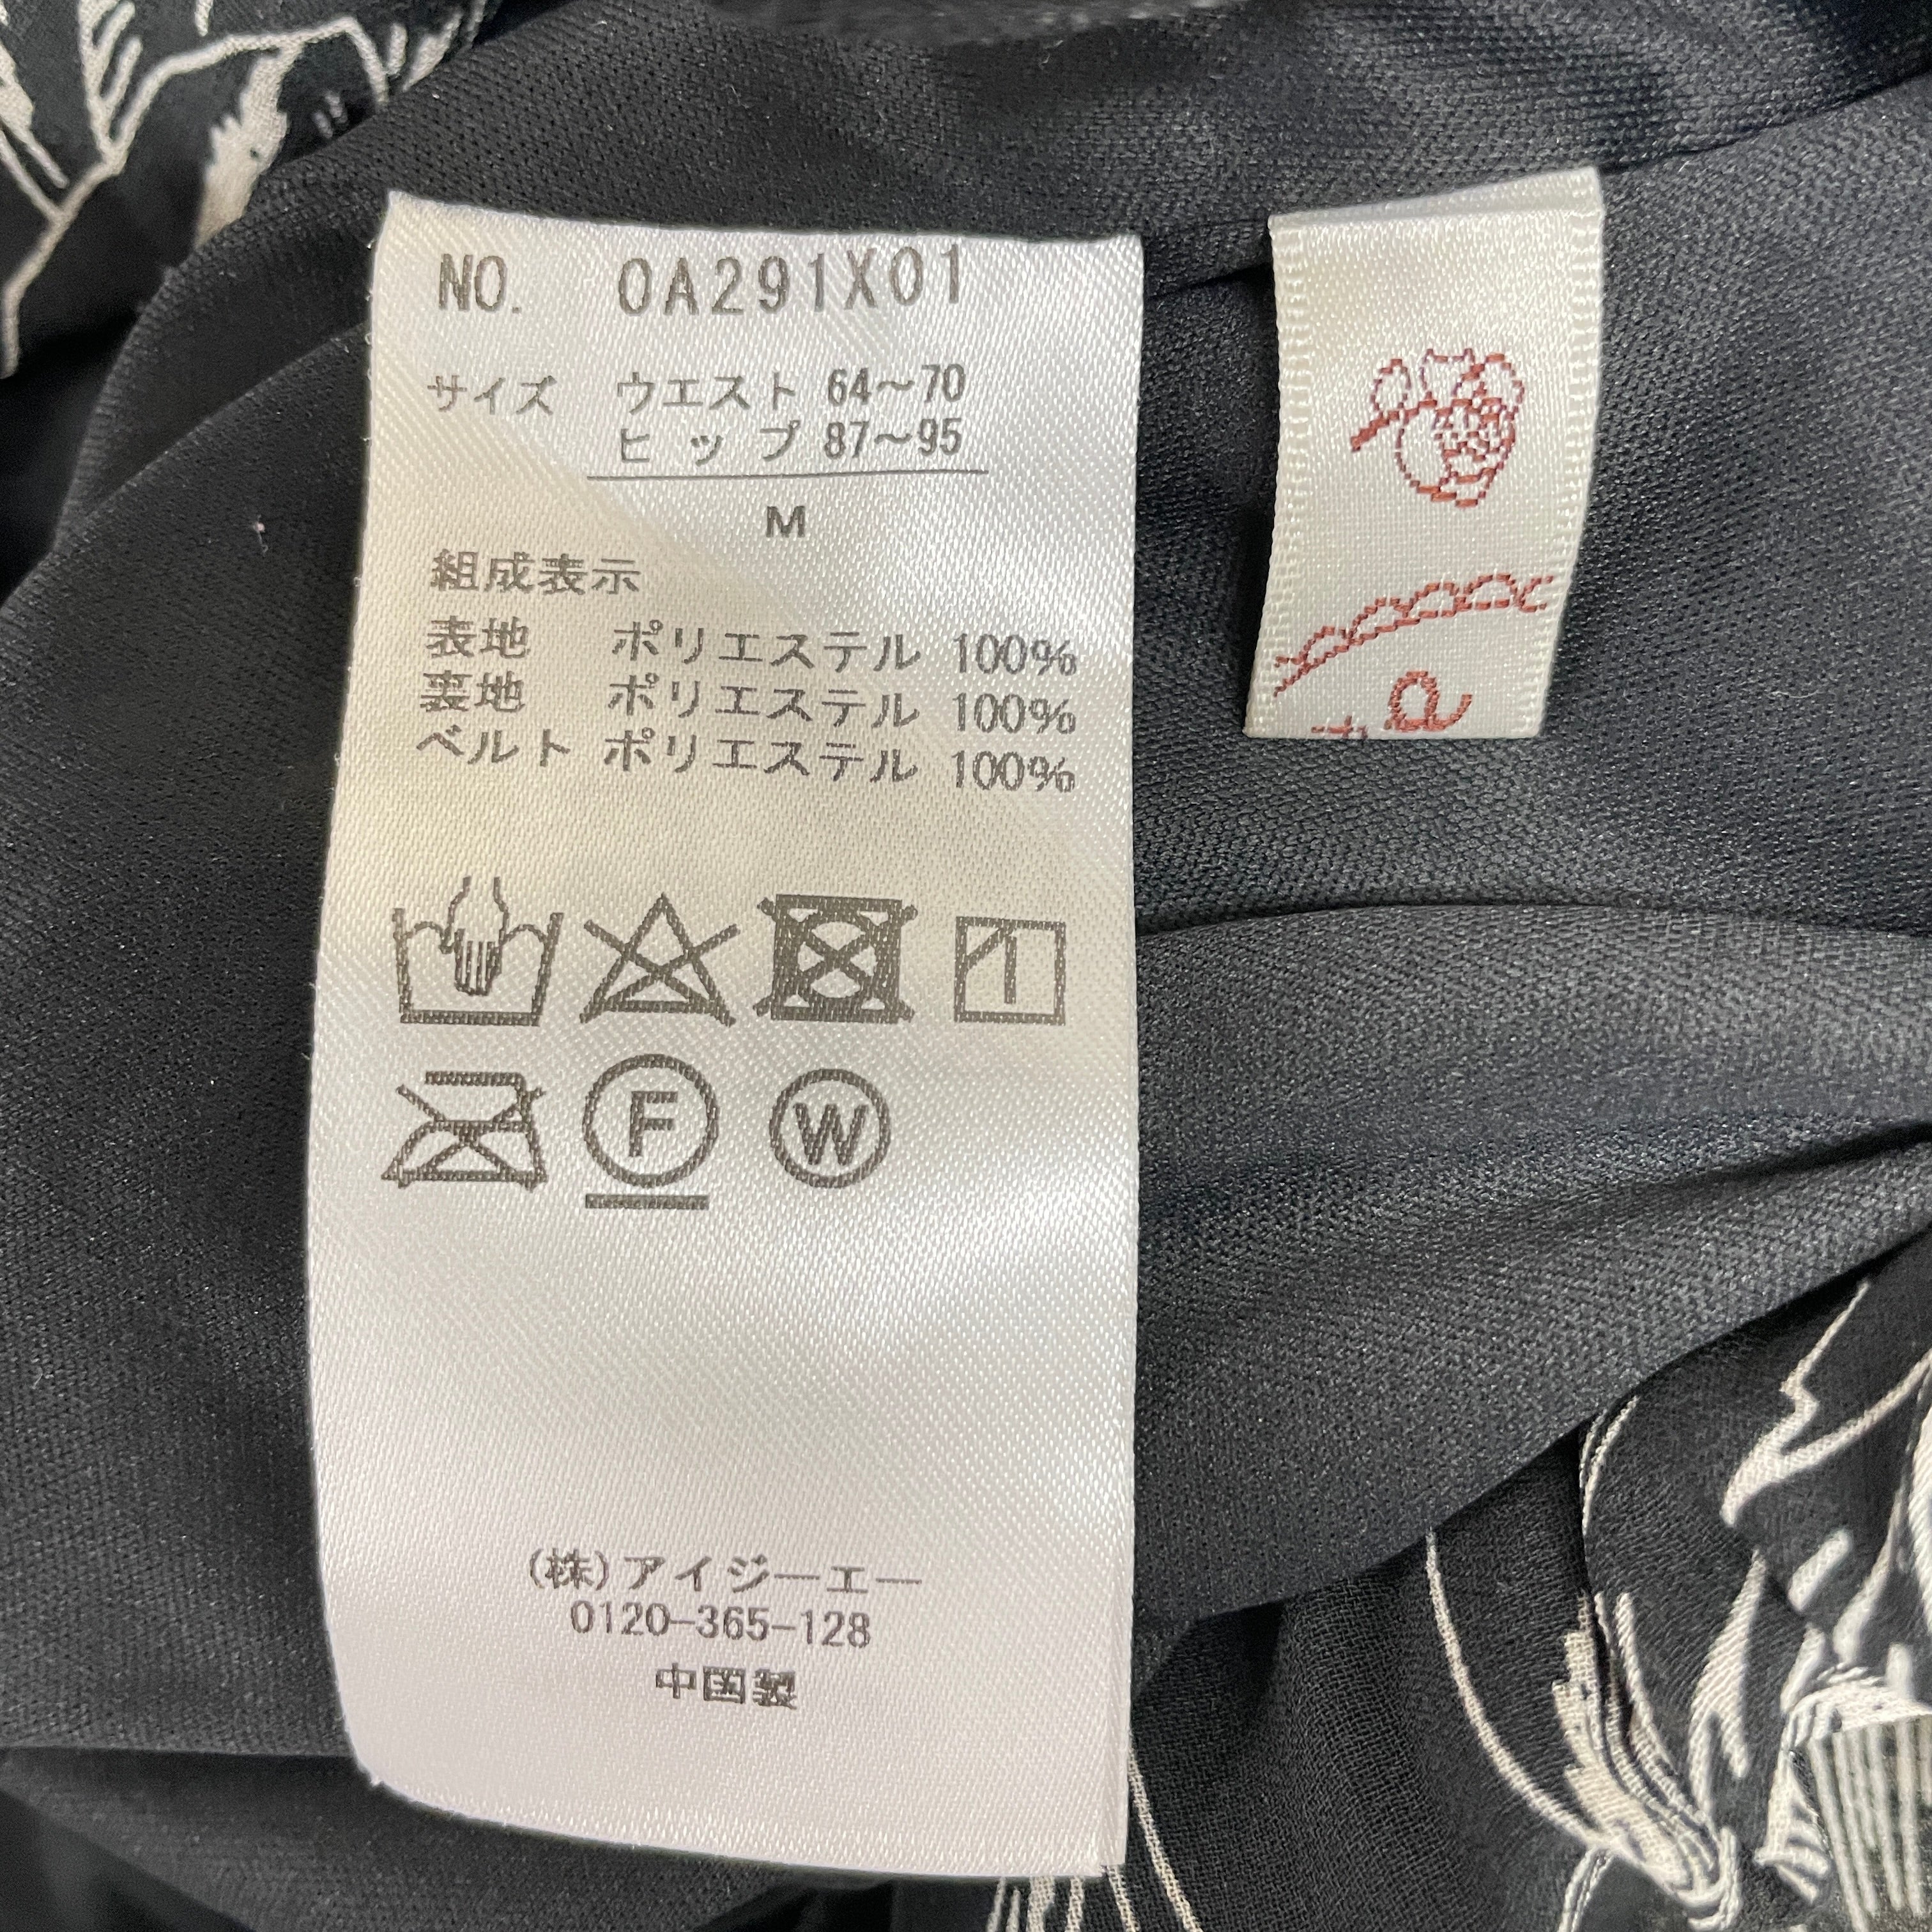 NO. 0A291X01
サイズ ウエスト 64〜70
ヒップ 87〜95
M
組成表示
表地 ポリエステル 100%
裏地 ポリエステル 100%
ベルト ポリエステル 100%
F
W
(株)アイジーエー
0120-365-128
中国製